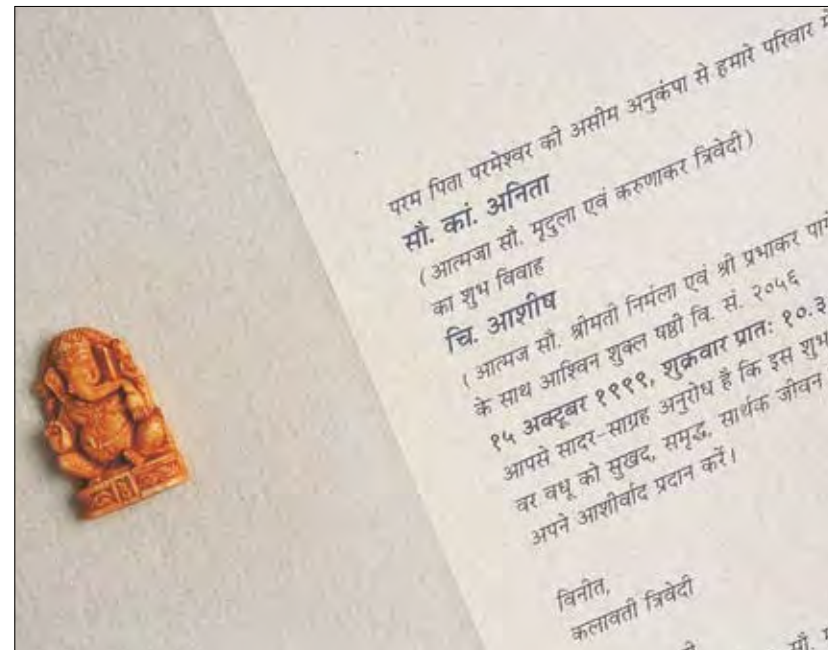 परम पिता परमेश्वर की असीम अनुकंपा से हमारे परिवार में
सौ. कां. अनिता
( आत्मजा सौ. मृदुला एवं करुणाकर त्रिवेदी )
का शुभ विवाह
चि. आशीष
( आत्मज सौ. श्रीमती निर्मला एवं श्री प्रभाकर
के साथ आश्विन शुक्ल षष्ठी वि. सं. २०५६
१५ अक्टूबर १९९९, शुक्रवार प्रातः १०.३
आपसे सादर-साग्रह अनुरोध है कि इस शुभ
वर वधू को सुखद, समृद्ध, सार्थक जीवन
अपने आशीर्वाद प्रदान करें।
विनीत,
कलावती त्रिवेदी